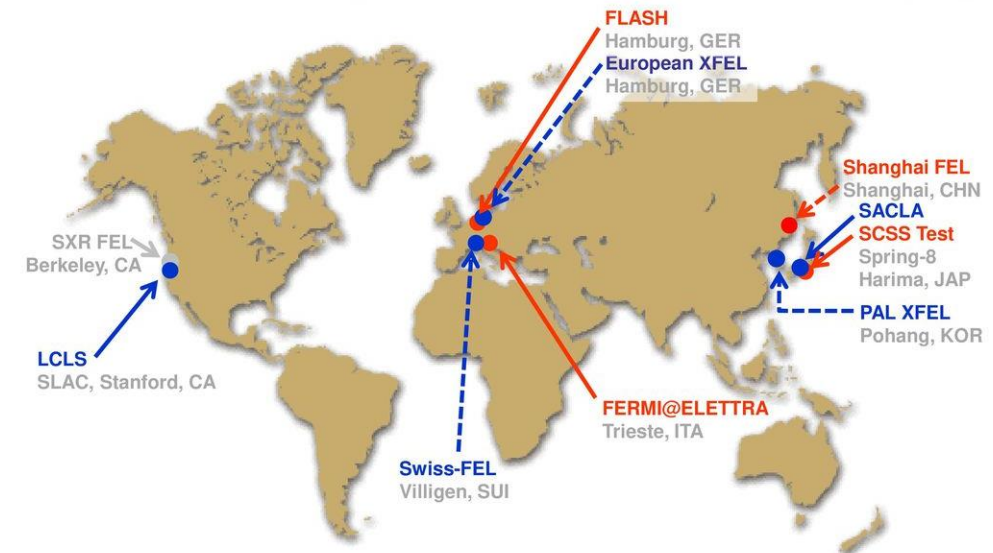 FLASH
Hamburg, GER
European XFEL
Hamburg, GER
Shanghai FEL
Shanghai, CHN
SACLA
SCSS Test
Spring-8
Harima, JAP
PAL XFEL
Pohang, KOR
SXR FEL
Berkeley, CA
LCLS
SLAC, Stanford, CA
FERMI@ELETTRA
Trieste, ITA
Swiss-FEL
Villigen, SUI